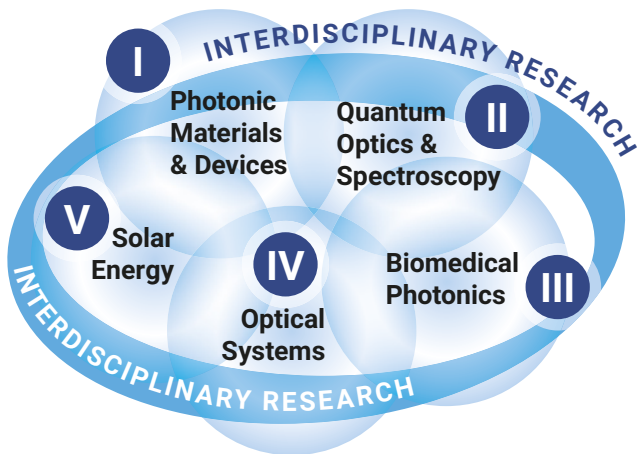 INTERDISCIPLINARY RESEARCH
I
Photonic
Materials
& Devices
II
Quantum
Optics &
Spectroscopy
V
Solar
Energy
IV
Optical
Systems
III
Biomedical
Photonics
INTERDISCIPLINARY RESEARCH